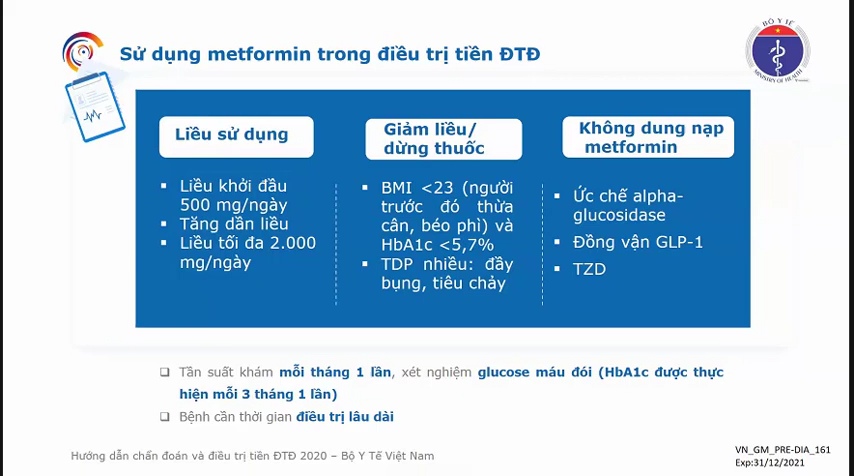 Sử dụng metformin trong điều trị tiền ĐTĐ
BỘ Y TẾ
MINISTRY OF HEALTH
Liều sử dụng
▪ Liều khởi đầu
500 mg/ngày
▪ Tăng dần liều
▪ Liều tối đa 2.000
mg/ngày
Giảm liều/
dừng thuốc
▪ BMI <23 (người
trước đó thừa
cân, béo phì) và
HbA1c <5,7%
▪ TDP nhiều: đầy
bụng, tiêu chảy
Không dung nạp
metformin
▪ Ức chế alpha-
glucosidase
▪ Đồng vận GLP-1
▪ TZD
❑ Tần suất khám mỗi tháng 1 lần, xét nghiệm glucose máu đói (HbA1c được thực
hiện mỗi 3 tháng 1 lần)
❑ Bệnh cần thời gian điều trị lâu dài
Hướng dẫn chẩn đoán và điều trị tiền ĐTĐ 2020 – Bộ Y Tế Việt Nam
VN_GM_PRE-DIA_161
Exp:31/12/2021